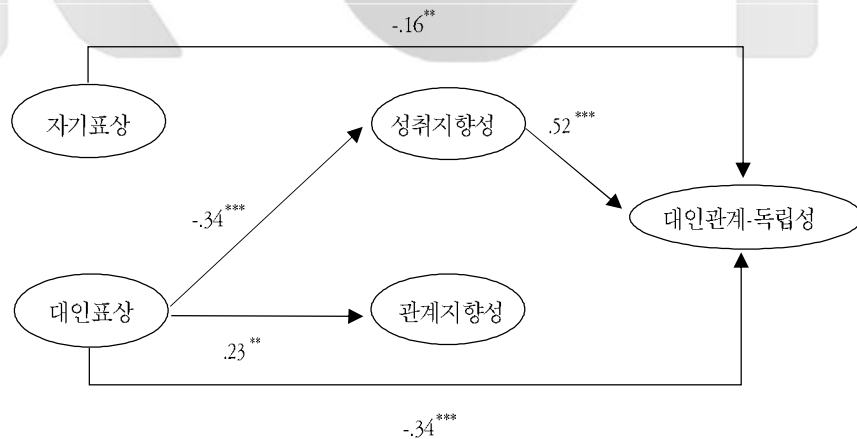 -.16**
자기표상
성취지향성
.52***
대인관계-독립성
-.34***
대인표상
관계지향성
.23**
-.34***